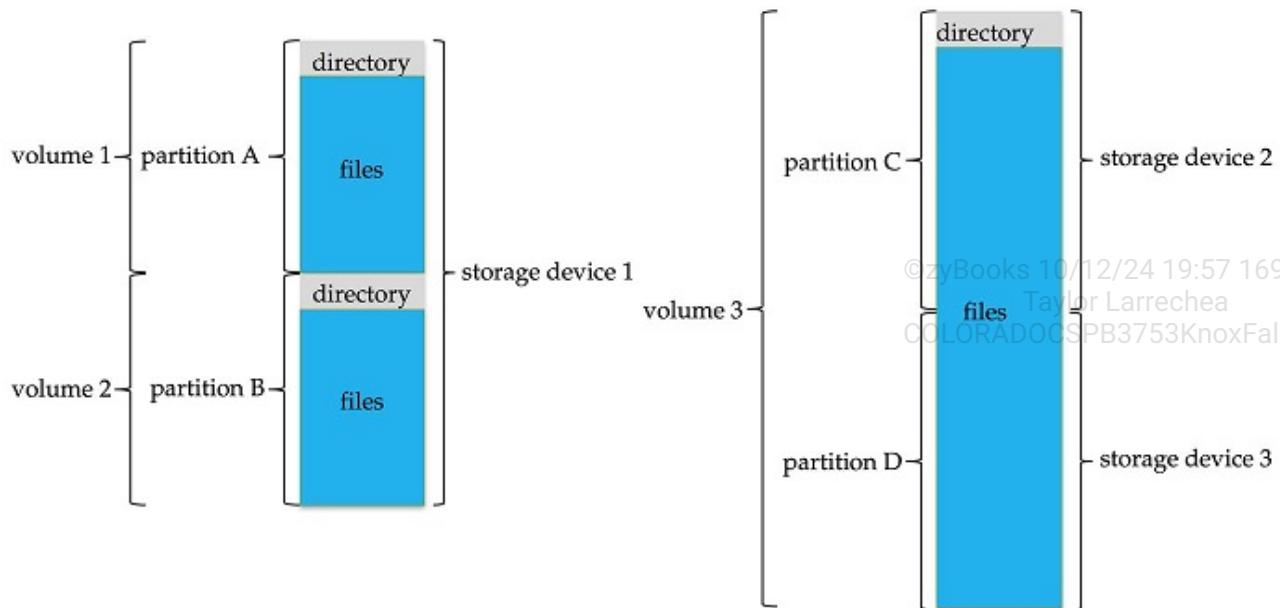 directory
volume 1
partition A
files
storage device 1
directory
volume 2
partition B
files
directory
partition C
storage device 2
©zyBooks 10/12/24 19:57 169
Taylor Larrechea
COLORADOCSPB3753KnoxFal
volume 3
files
partition D
storage device 3